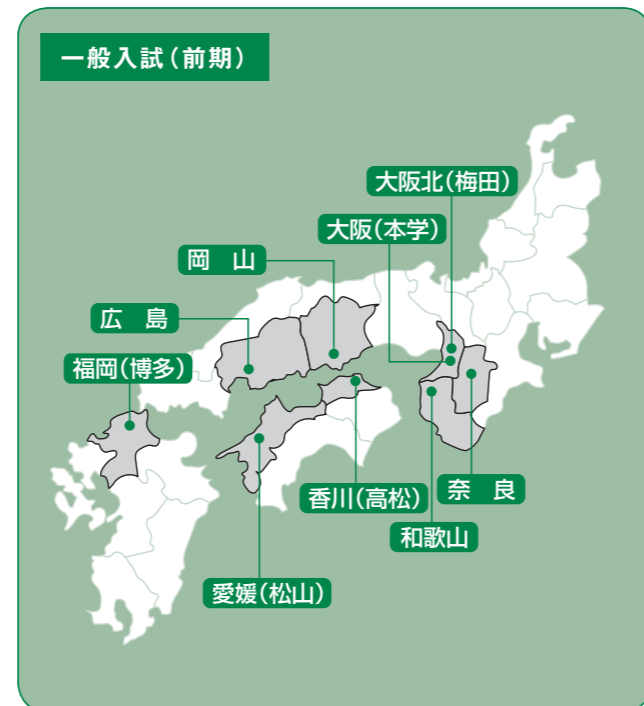 一般入試(前期)
大阪北(梅田)
大阪(本学)
岡　山
広　島
福岡(博多)
香川(高松)
奈　良
和歌山
愛媛(松山)